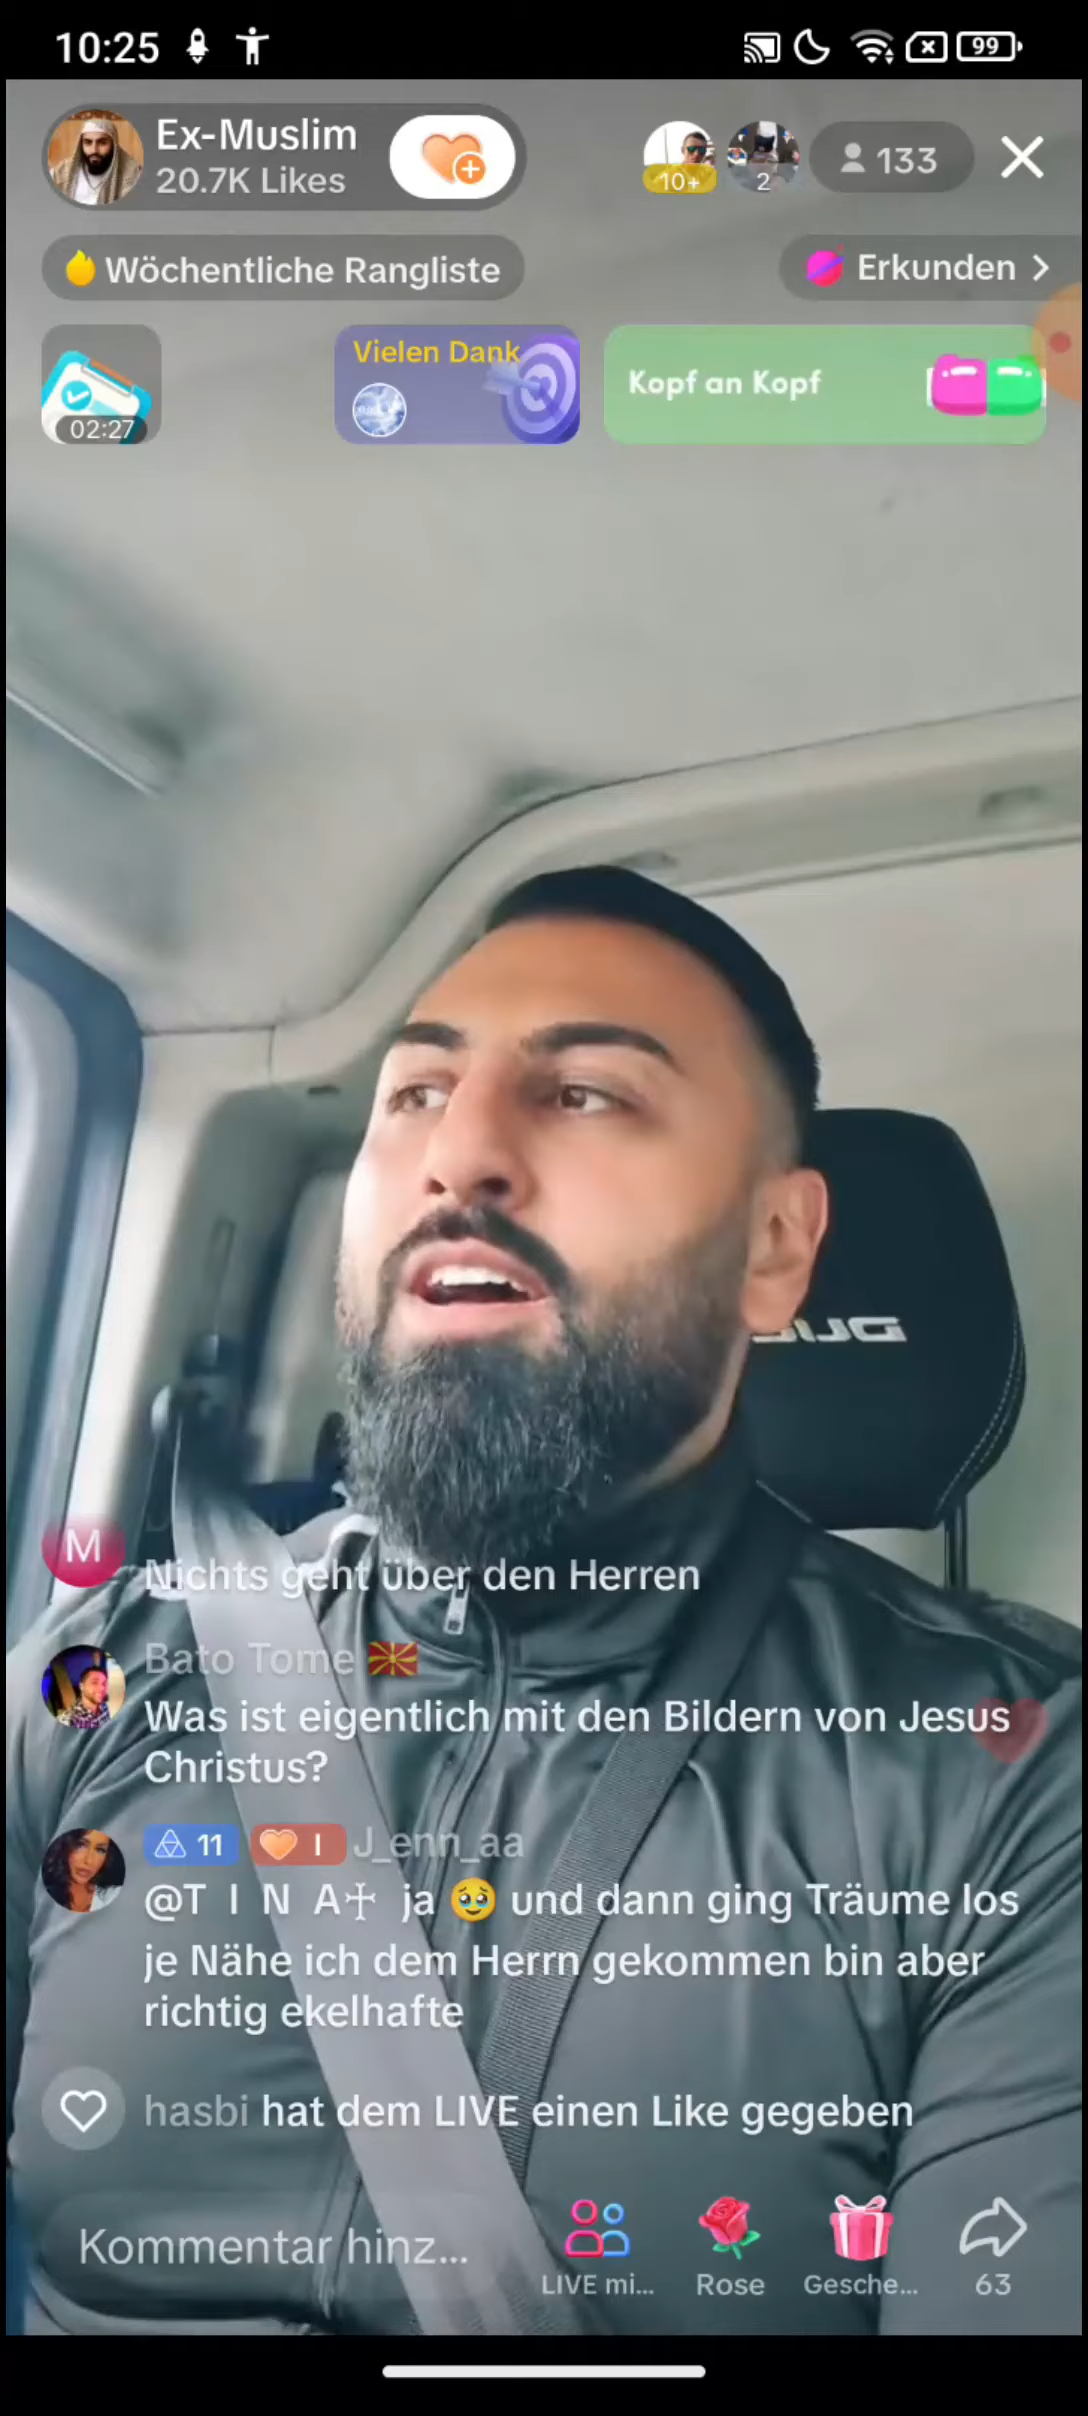 10:25
99
Ex-Muslim
20.7K Likes
10+
2
133
Wöchentliche Rangliste
Erkunden >
02:27
Vielen Dank
Kopf an Kopf
M
Nichts geht über den Herren
Bato Tome 🇲🇰
Was ist eigentlich mit den Bildern von Jesus
Christus?
11 I J_enn_aa
@T I N A☥ ja 🥹 und dann ging Träume los
je Nähe ich dem Herrn gekommen bin aber
richtig ekelhafte
hasbi hat dem LIVE einen Like gegeben
Kommentar hinz...
LIVE mi...
Rose
Gesche...
63